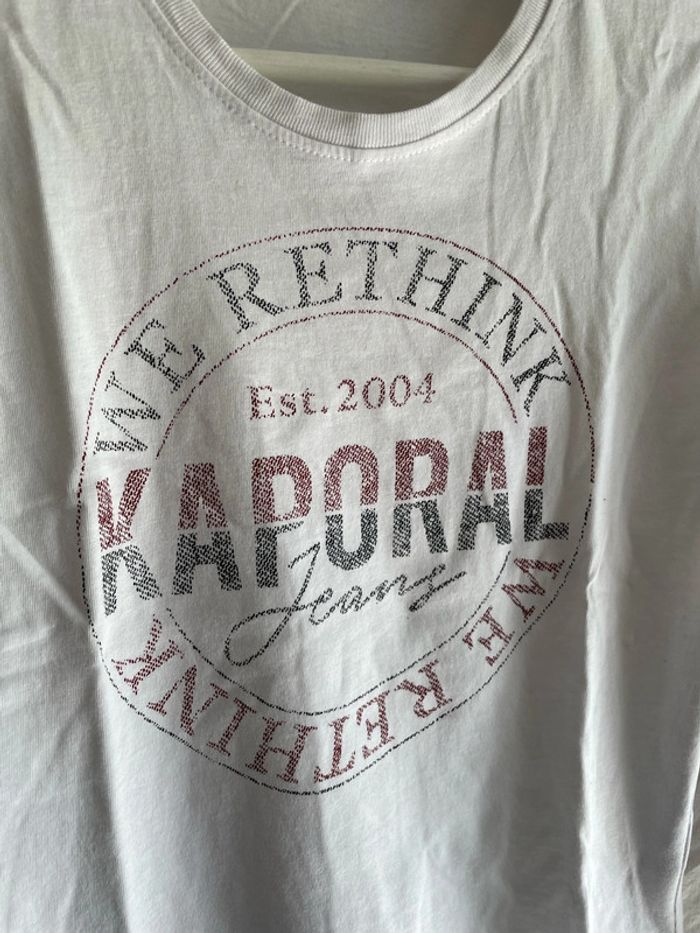 WE RETHINK
Est. 2004
KAPORAL
Jeans
WE RETHINK